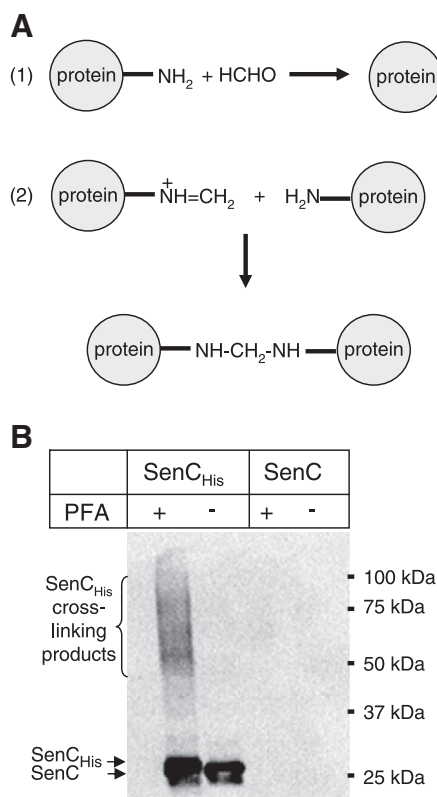 A
(1) protein NH2 + HCHO protein
(2) protein +NH=CH2 + H2N protein
protein NH-CH2-NH protein
B
SenCHis SenC
PFA + - + -
SenCHis cross-linking products
100 kDa
75 kDa
50 kDa
37 kDa
SenCHis
SenC
25 kDa